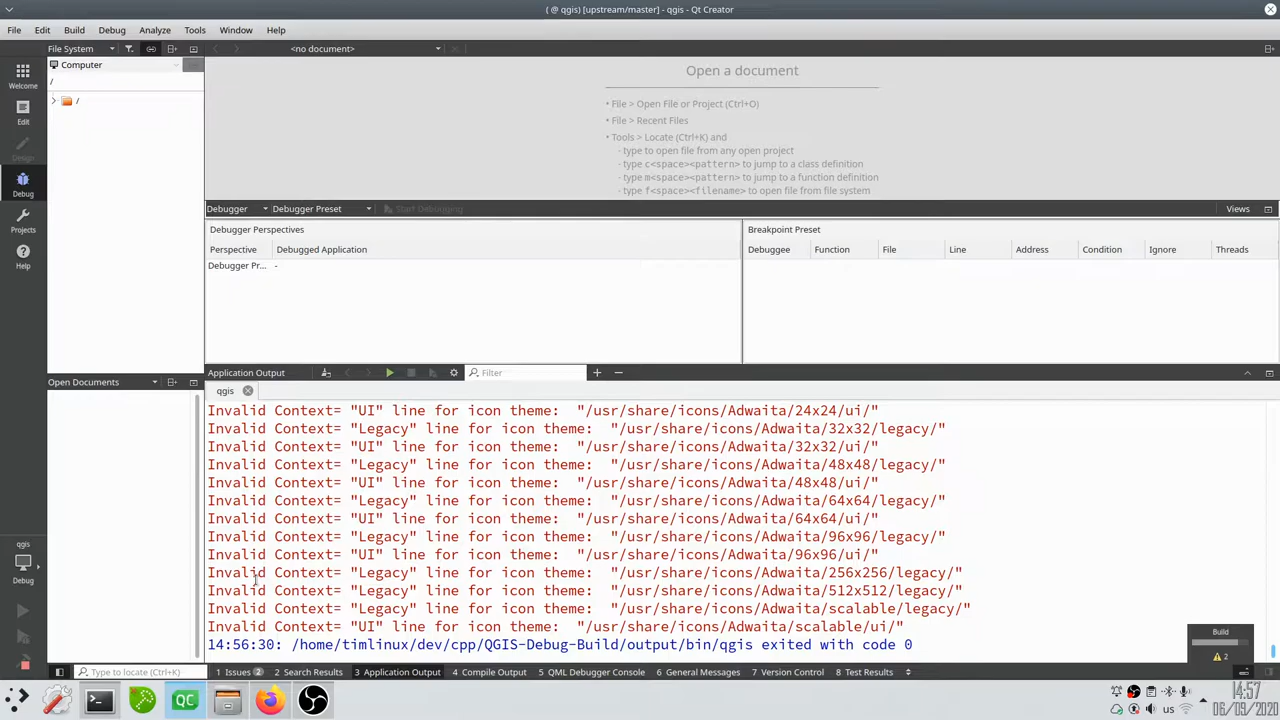 ( @ qgis) [upstream/master] - qgis - Qt Creator
File Edit Build Debug Analyze Tools Window Help
File System
<no document>
Welcome
Edit
Design
Debug
Projects
Help
Computer
/
/
Open a document
• File > Open File or Project (Ctrl+O)
• File > Recent Files
• Tools > Locate (Ctrl+K) and
- type to open file from any open project
- type c<space><pattern> to jump to a class definition
- type m<space><pattern> to jump to a function definition
- type f<space><filename> to open file from file system
Debugger Debugger Preset Start Debugging Views
Debugger Perspectives
Perspective Debugged Application
Debugger Pr... -
Breakpoint Preset
Debuggee Function File Line Address Condition Ignore Threads
Open Documents
Application Output Filter
qgis
Invalid Context= "UI" line for icon theme:  "/usr/share/icons/Adwaita/24x24/ui/"
Invalid Context= "Legacy" line for icon theme:  "/usr/share/icons/Adwaita/32x32/legacy/"
Invalid Context= "UI" line for icon theme:  "/usr/share/icons/Adwaita/32x32/ui/"
Invalid Context= "Legacy" line for icon theme:  "/usr/share/icons/Adwaita/48x48/legacy/"
Invalid Context= "UI" line for icon theme:  "/usr/share/icons/Adwaita/48x48/ui/"
Invalid Context= "Legacy" line for icon theme:  "/usr/share/icons/Adwaita/64x64/legacy/"
Invalid Context= "UI" line for icon theme:  "/usr/share/icons/Adwaita/64x64/ui/"
Invalid Context= "Legacy" line for icon theme:  "/usr/share/icons/Adwaita/96x96/legacy/"
Invalid Context= "UI" line for icon theme:  "/usr/share/icons/Adwaita/96x96/ui/"
Invalid Context= "Legacy" line for icon theme:  "/usr/share/icons/Adwaita/256x256/legacy/"
Invalid Context= "Legacy" line for icon theme:  "/usr/share/icons/Adwaita/512x512/legacy/"
Invalid Context= "Legacy" line for icon theme:  "/usr/share/icons/Adwaita/scalable/legacy/"
Invalid Context= "UI" line for icon theme:  "/usr/share/icons/Adwaita/scalable/ui/"
14:56:30: /home/timlinux/dev/cpp/QGIS-Debug-Build/output/bin/qgis exited with code 0
qgis
Debug
Build
2
Type to locate (Ctrl+K) 1 Issues 2 2 Search Results 3 Application Output 4 Compile Output 5 QML Debugger Console 6 General Messages 7 Version Control 8 Test Results
QC
us
14:57
06/09/2020